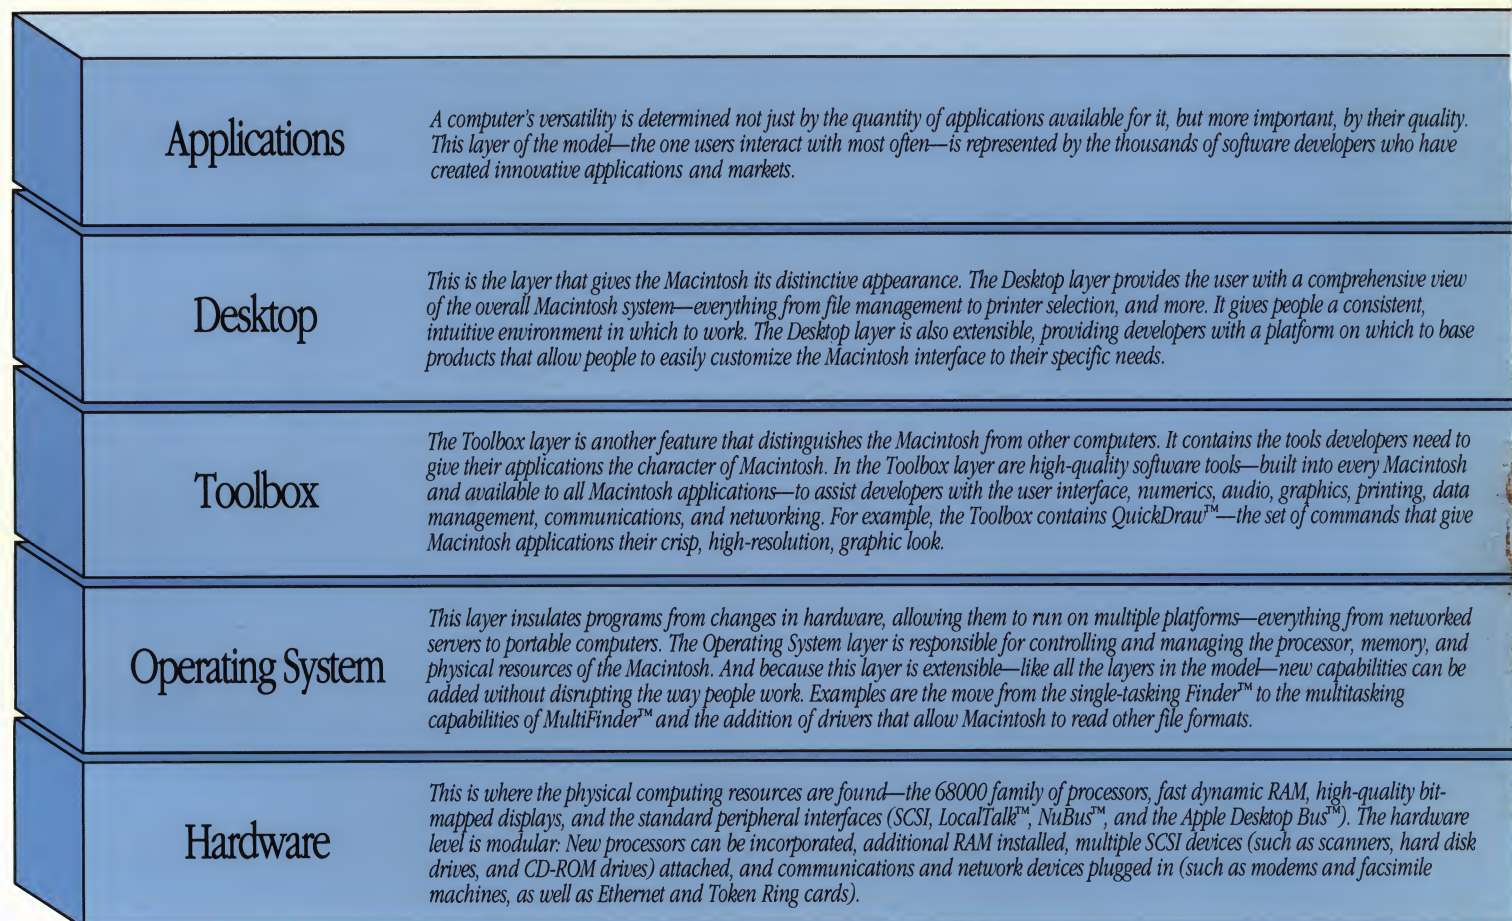 Applications
A computer's versatility is determined not just by the quantity of applications available for it, but more important, by their quality.
This layer of the model—the one users interact with most often—is represented by the thousands of software developers who have
created innovative applications and markets.
Desktop
This is the layer that gives the Macintosh its distinctive appearance. The Desktop layer provides the user with a comprehensive view
of the overall Macintosh system—everything from file management to printer selection, and more. It gives people a consistent,
intuitive environment in which to work. The Desktop layer is also extensible, providing developers with a platform on which to base
products that allow people to easily customize the Macintosh interface to their specific needs.
Toolbox
The Toolbox layer is another feature that distinguishes the Macintosh from other computers. It contains the tools developers need to
give their applications the character of Macintosh. In the Toolbox layer are high-quality software tools—built into every Macintosh
and available to all Macintosh applications—to assist developers with the user interface, numerics, audio, graphics, printing, data
management, communications, and networking. For example, the Toolbox contains QuickDraw™—the set of commands that give
Macintosh applications their crisp, high-resolution, graphic look.
Operating System
This layer insulates programs from changes in hardware, allowing them to run on multiple platforms—everything from networked
servers to portable computers. The Operating System layer is responsible for controlling and managing the processor, memory, and
physical resources of the Macintosh. And because this layer is extensible—like all the layers in the model—new capabilities can be
added without disrupting the way people work. Examples are the move from the single-tasking Finder™ to the multitasking
capabilities of MultiFinder™ and the addition of drivers that allow Macintosh to read other file formats.
Hardware
This is where the physical computing resources are found—the 68000 family of processors, fast dynamic RAM, high-quality bit-
mapped displays, and the standard peripheral interfaces (SCSI, LocalTalk™, NuBus™, and the Apple Desktop Bus™). The hardware
level is modular: New processors can be incorporated, additional RAM installed, multiple SCSI devices (such as scanners, hard disk
drives, and CD-ROM drives) attached, and communications and network devices plugged in (such as modems and facsimile
machines, as well as Ethernet and Token Ring cards).